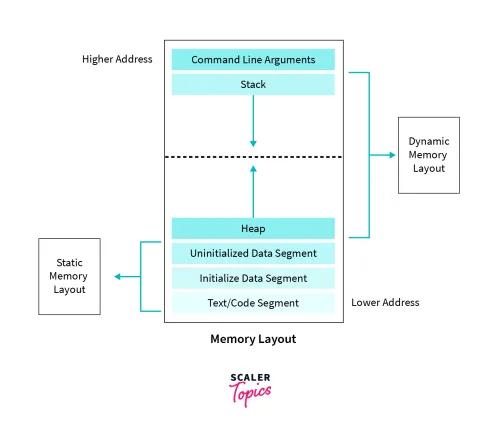 Higher Address
Command Line Arguments
Stack
Dynamic
Memory
Layout
Heap
Uninitialized Data Segment
Static
Memory
Layout
Initialize Data Segment
Text/Code Segment
Lower Address
Memory Layout
SCALER
Topics